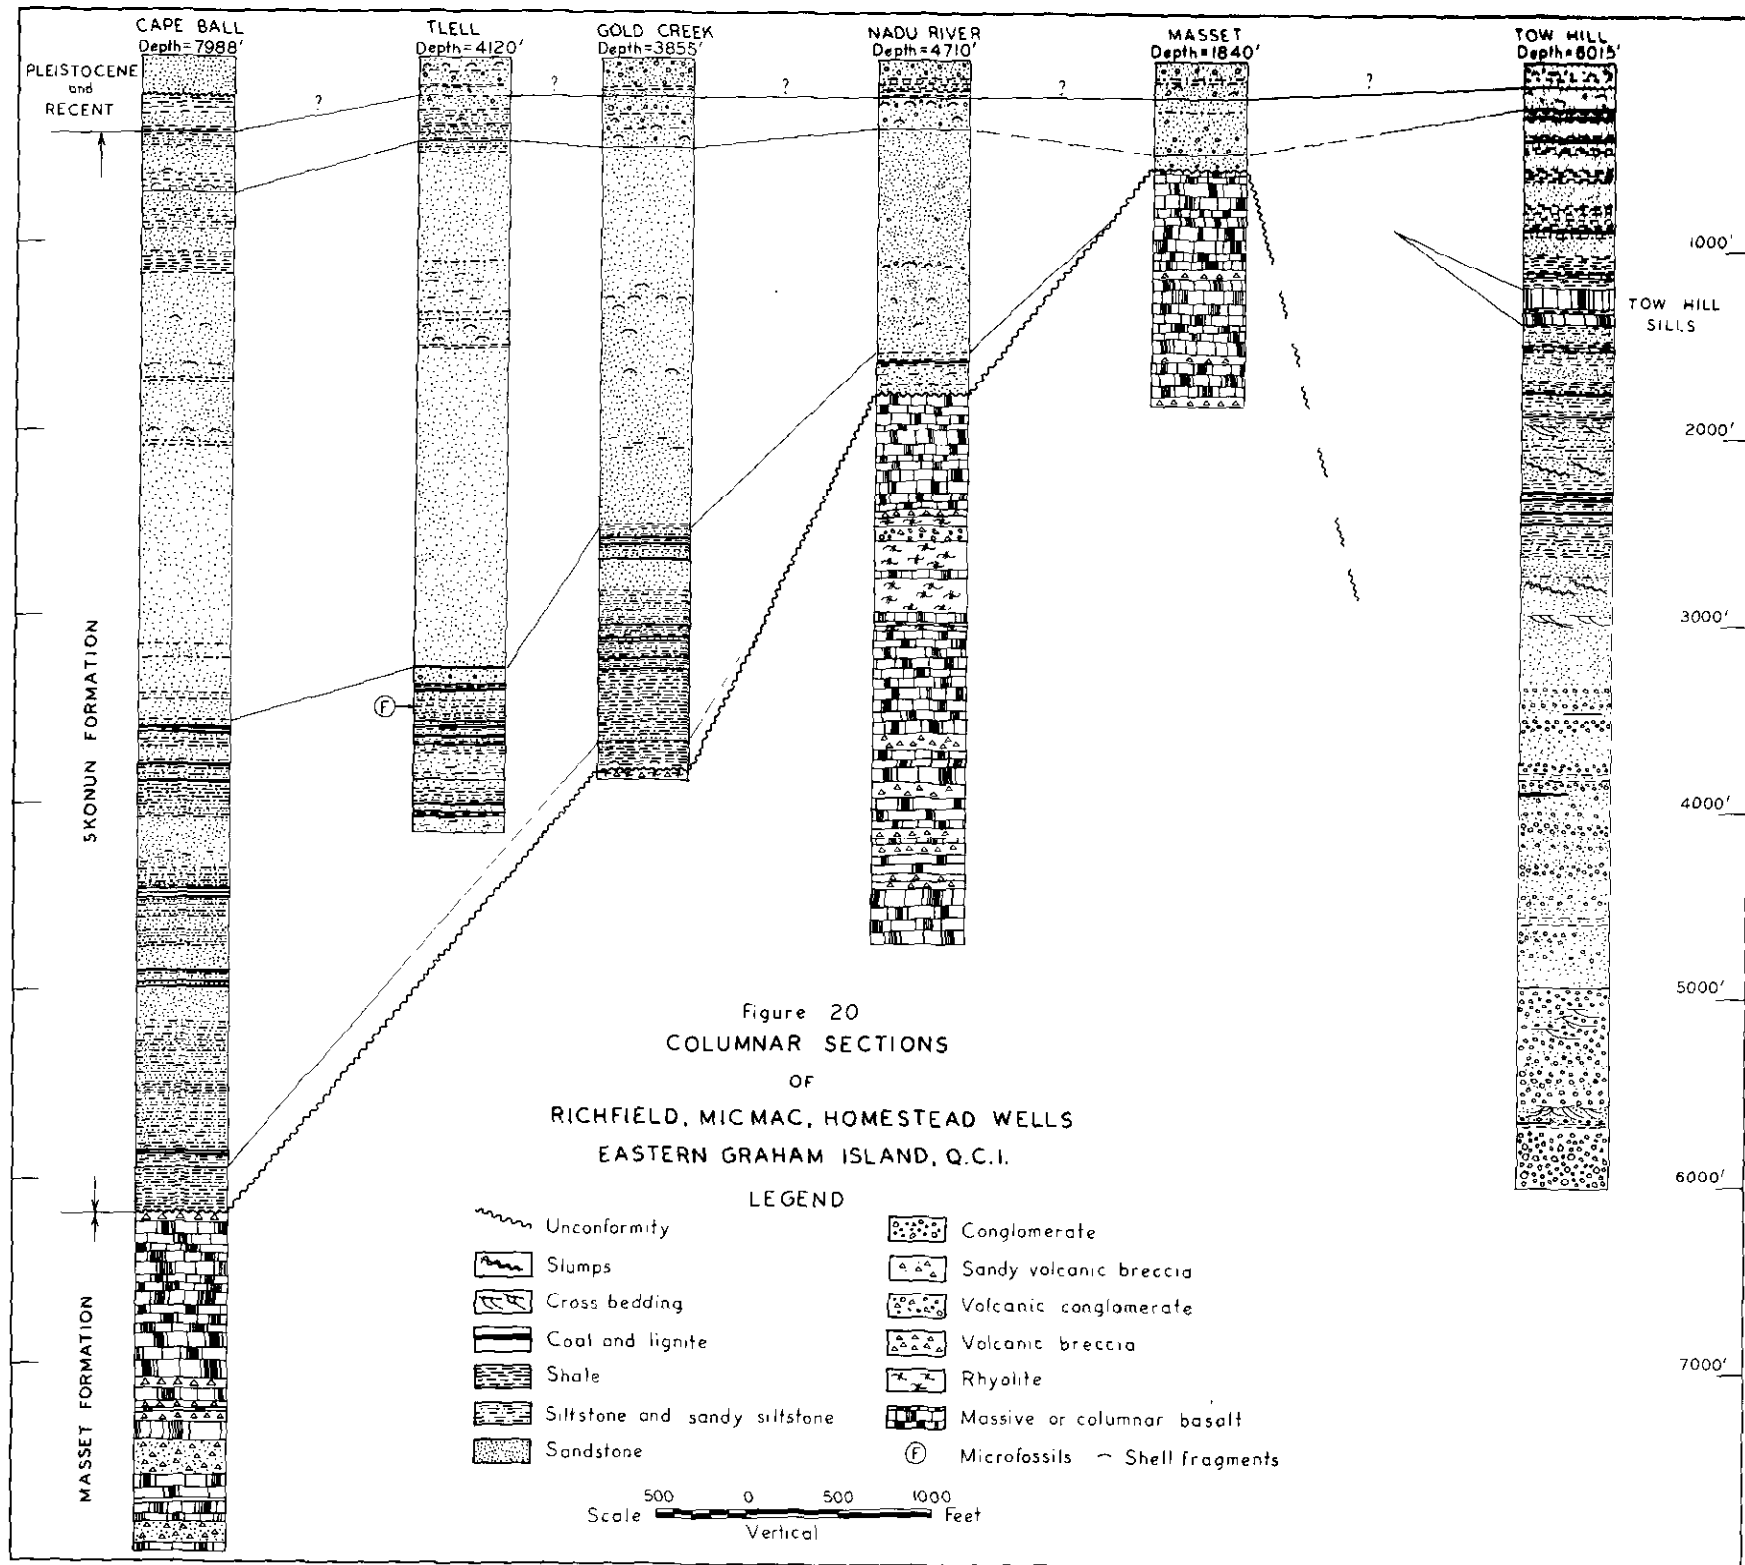 CAPE BALL
Depth=7988'
TLELL
Depth=4120'
GOLD CREEK
Depth=3855'
NADU RIVER
Depth=4710'
MASSET
Depth=1840'
TOW HILL
Depth=6015'
PLEISTOCENE
and
RECENT
?
?
?
?
?
1000'
TOW HILL
SILLS
2000'
3000'
SKONUN FORMATION
F
4000'
5000'
6000'
7000'
MASSET FORMATION
Figure 20
COLUMNAR SECTIONS
OF
RICHFIELD, MICMAC, HOMESTEAD WELLS
EASTERN GRAHAM ISLAND, Q.C.I.
LEGEND
Unconformity
Slumps
Cross bedding
Coal and lignite
Shale
Siltstone and sandy siltstone
Sandstone
Conglomerate
Sandy volcanic breccia
Volcanic conglomerate
Volcanic breccia
Rhyolite
Massive or columnar basalt
F Microfossils Shell fragments
500 0 500 1000
Scale Feet
Vertical